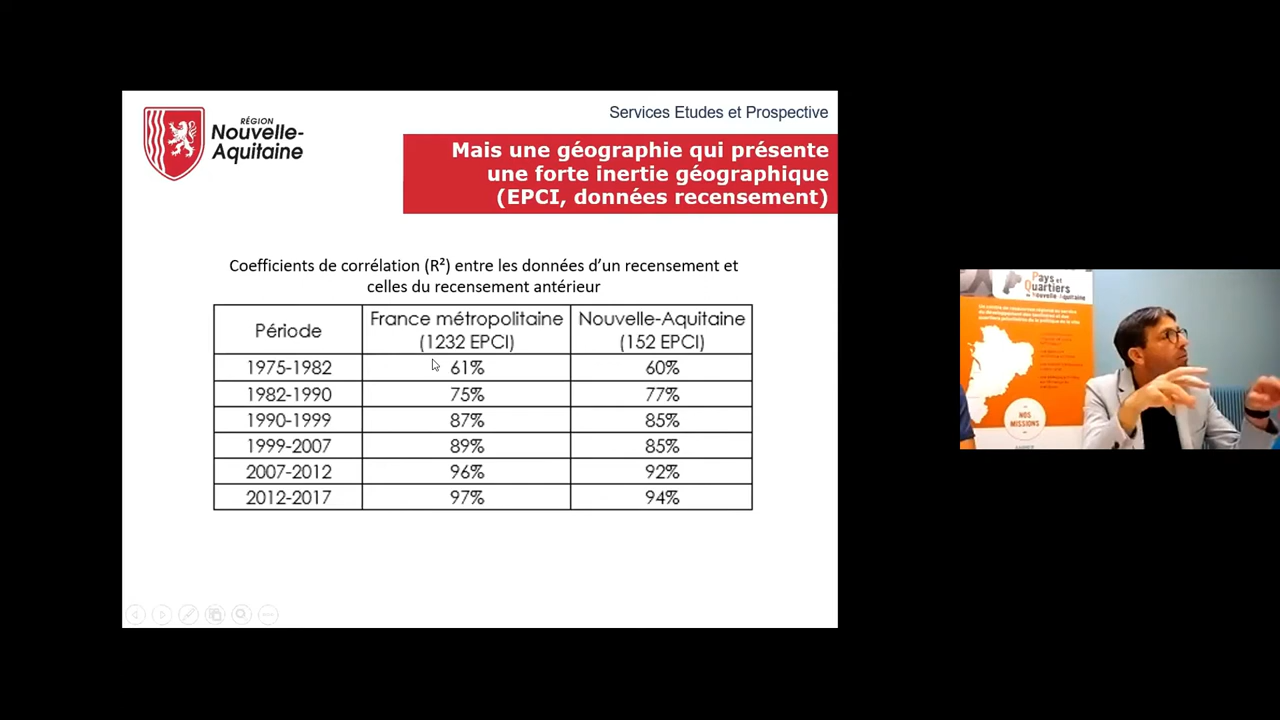 RÉGION
Nouvelle-
Aquitaine
Services Etudes et Prospective
Mais une géographie qui présente
une forte inertie géographique
(EPCI, données recensement)
Coefficients de corrélation (R²) entre les données d’un recensement et
celles du recensement antérieur
Période
France métropolitaine
(1232 EPCI)
Nouvelle-Aquitaine
(152 EPCI)
1975-1982 61% 60%
1982-1990 75% 77%
1990-1999 87% 85%
1999-2007 89% 85%
2007-2012 96% 92%
2012-2017 97% 94%
Pays et
Quartiers
de Nouvelle-Aquitaine
NOS
MISSIONS